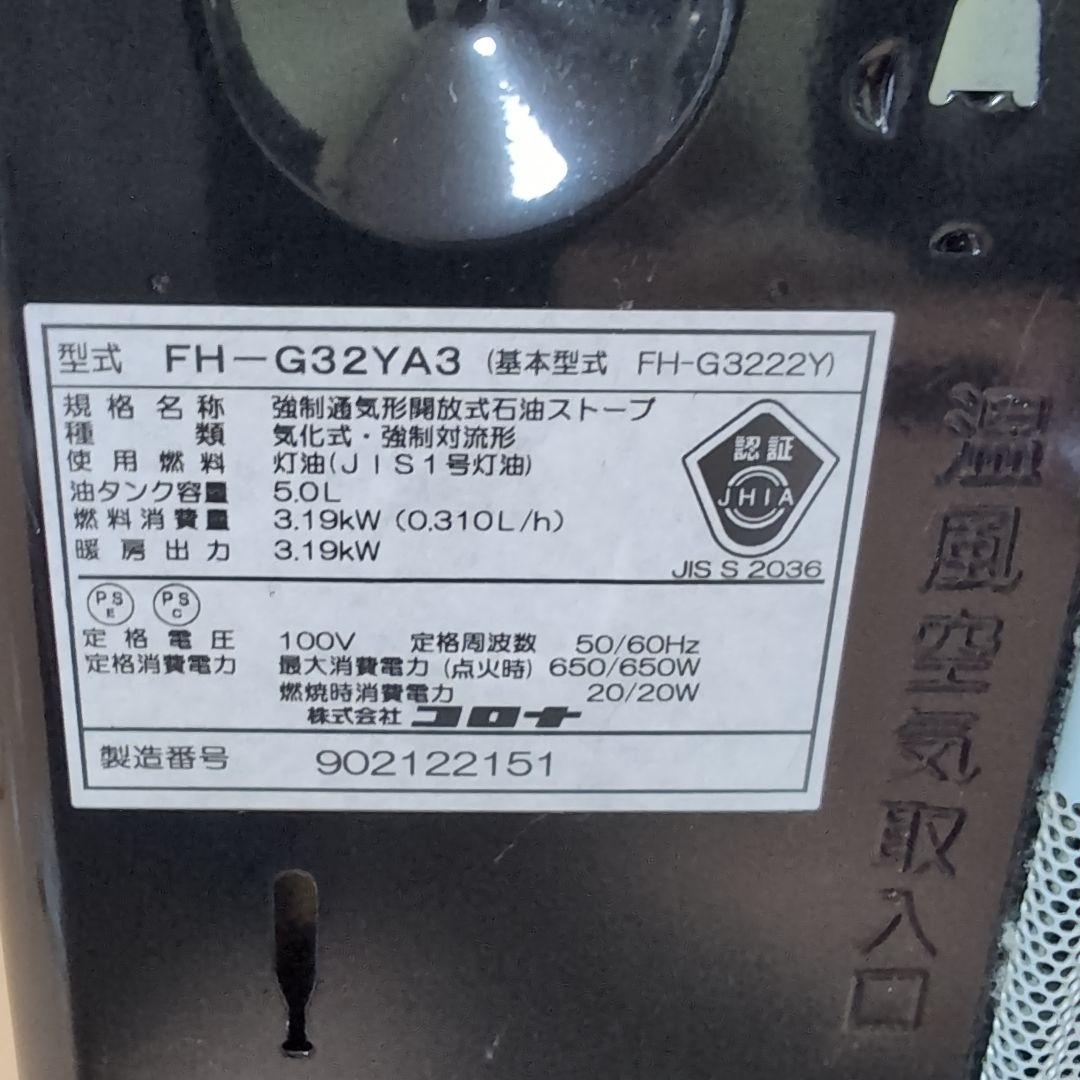 型式 FH-G32YA3 (基本型式 FH-G3222Y)
規格名称 強制通気形開放式石油ストーブ
種類 気化式・強制対流形
使用燃料 灯油(JIS1号灯油)
油タンク容量 5.0L
燃料消費量 3.19kW (0.310L/h)
暖房出力 3.19kW
認証
JHIA
JIS S 2036
PS E PS C
定格電圧 100V 定格周波数 50/60Hz
定格消費電力 最大消費電力 (点火時) 650/650W
燃焼時消費電力 20/20W
株式会社 コロナ
製造番号 902122151
温風空気取入口